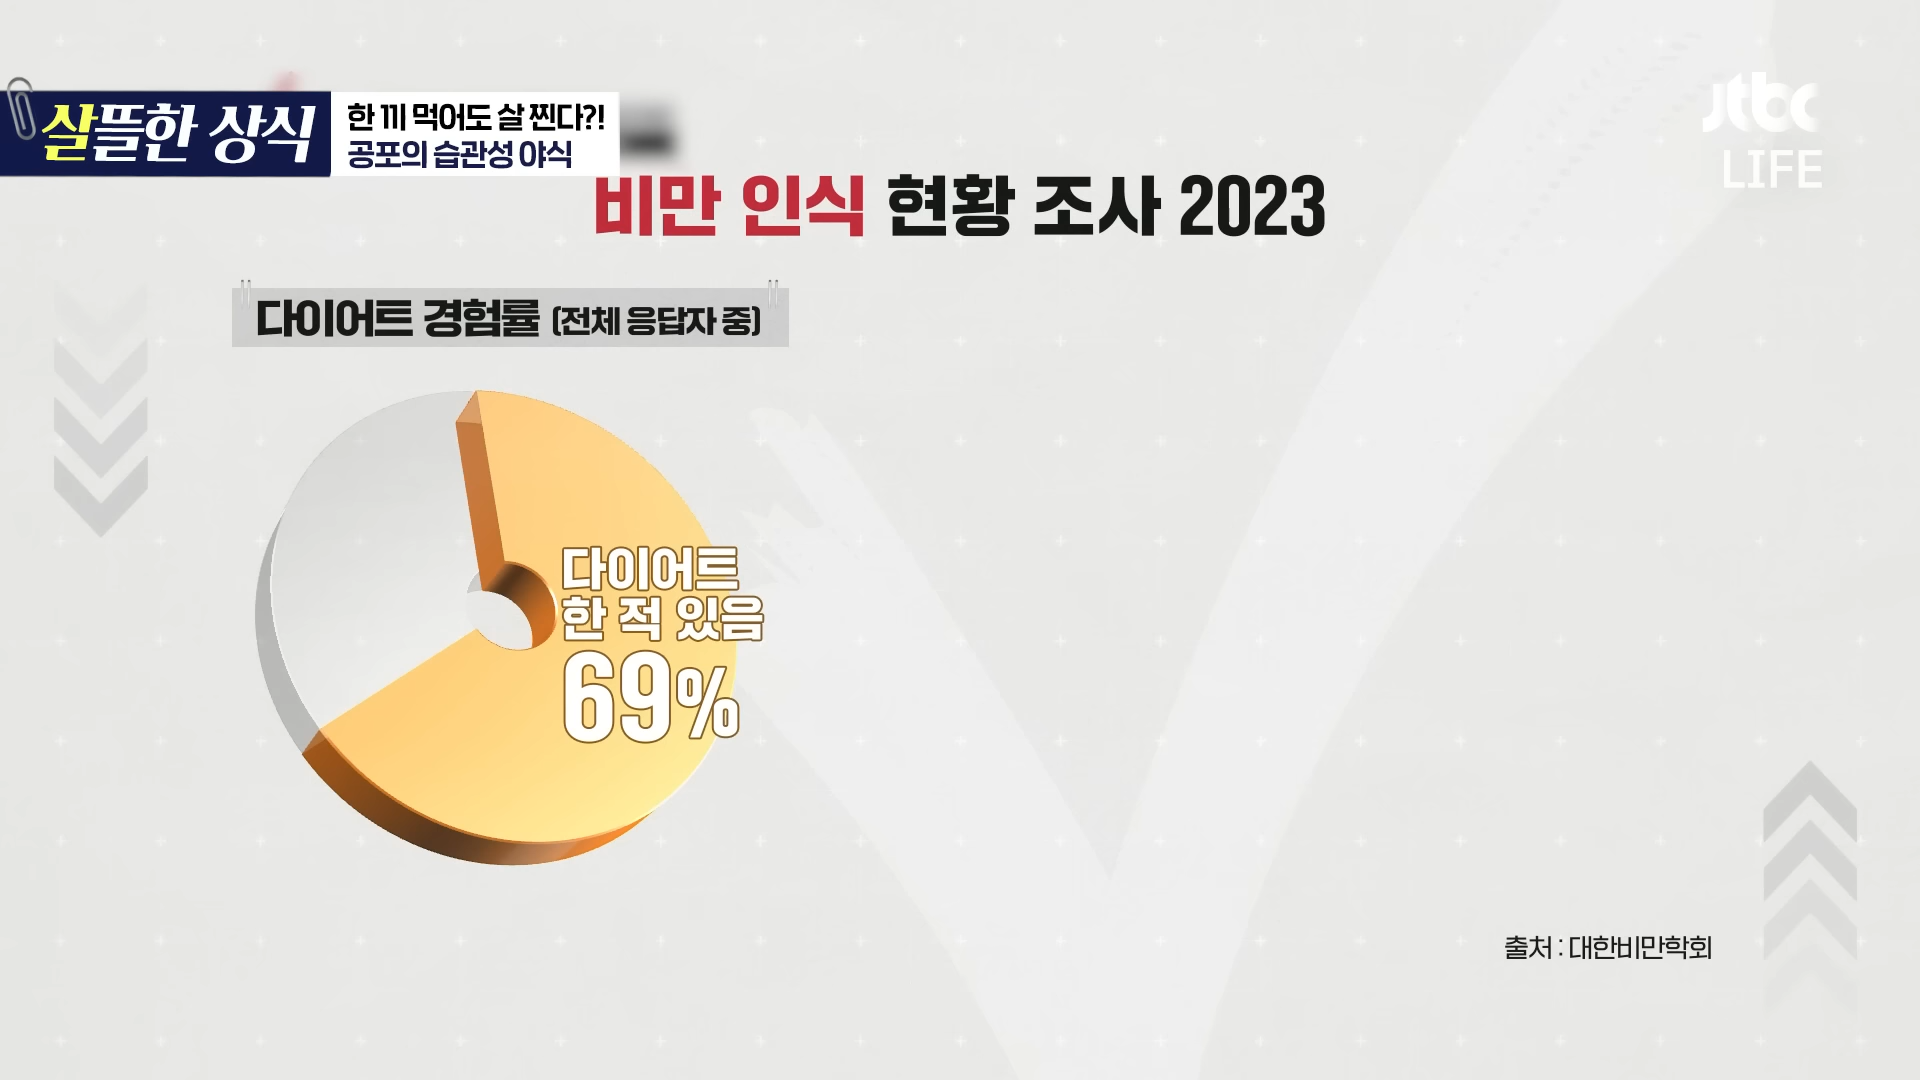 살뜰한 상식
한 끼 먹어도 살 찐다?!
공포의 습관성 야식
jtbc
LIFE
비만 인식 현황 조사 2023
다이어트 경험률 (전체 응답자 중)
다이어트
한 적 있음
69%
출처 : 대한비만학회